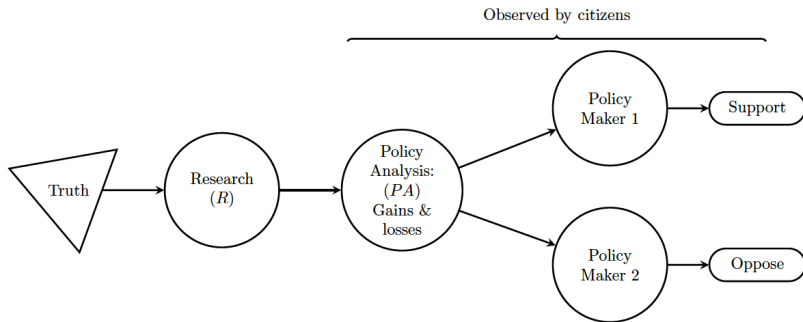 Observed by citizens
Truth
Research
(R)
Policy
Analysis:
(PA)
Gains &
losses
Policy
Maker 1
Support
Policy
Maker 2
Oppose